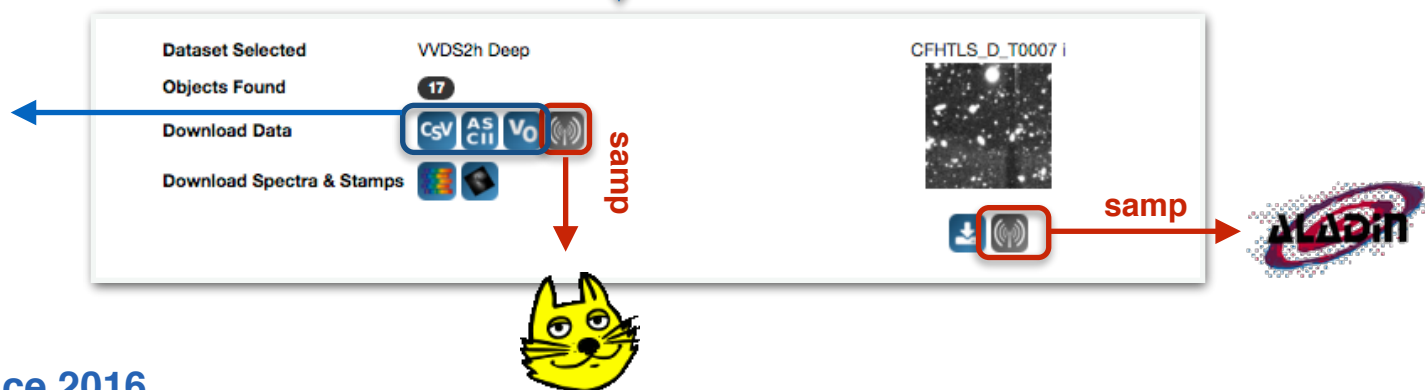 Dataset Selected VVDS2h Deep CFHTLS_D_T0007 i
Objects Found 17
Download Data CSV ASCII VO
samp
Download Spectra & Stamps
samp
ALADiN
ce 2016